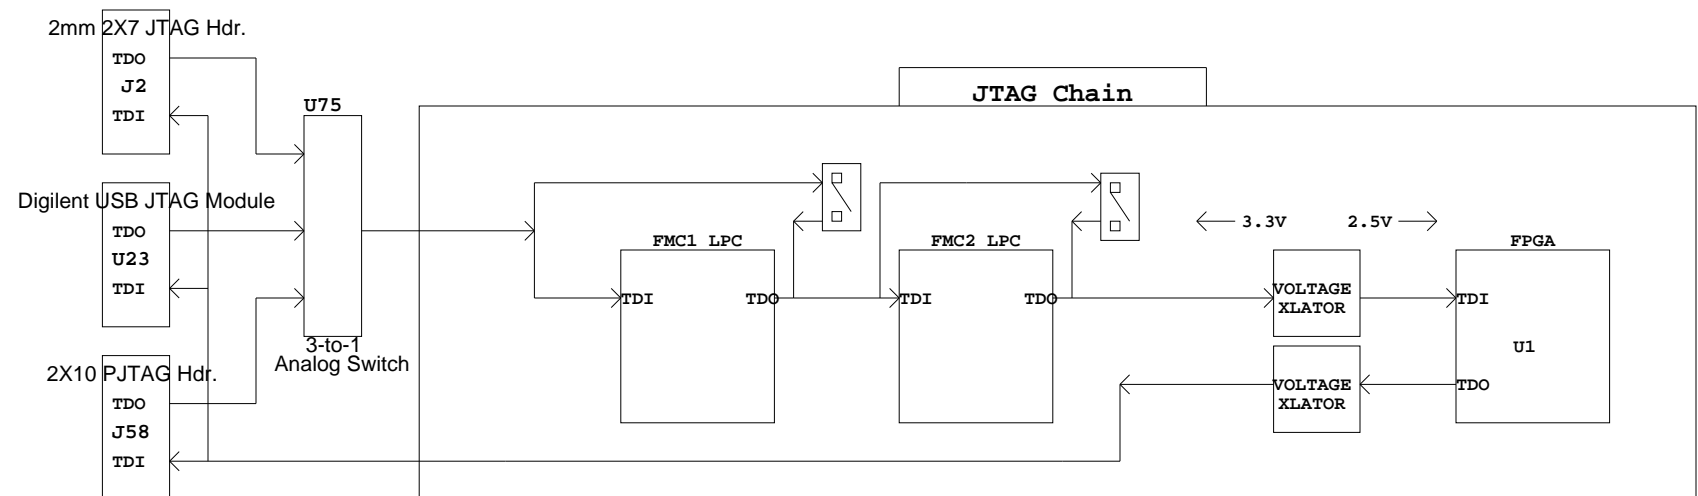 2mm 2X7 JTAG Hdr.
TDO
J2
TDI
U75
JTAG Chain
Digilent USB JTAG Module
TDO
U23
TDI
3-to-1
Analog Switch
2X10 PJTAG Hdr.
TDO
J58
TDI
FMC1 LPC
TDI
TDO
FMC2 LPC
TDI
TDO
3.3V
2.5V
VOLTAGE
XLATOR
VOLTAGE
XLATOR
FPGA
TDI
U1
TDO